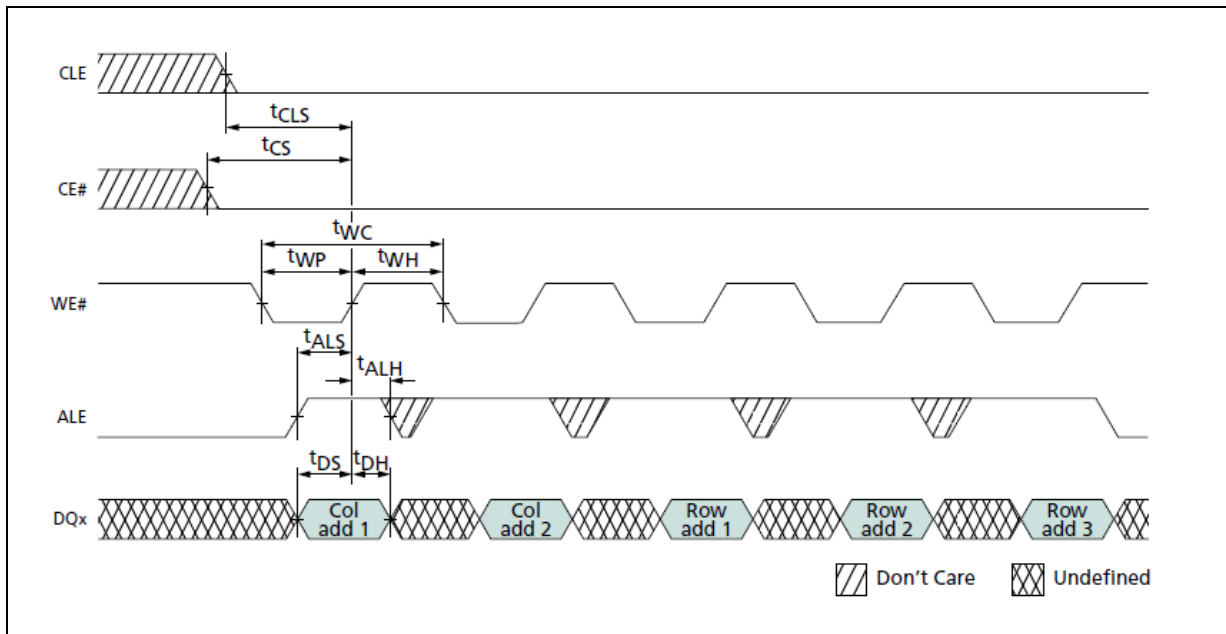 CLE
tCLS
tCS
CE#
tWC
tWP
tWH
WE#
tALS
tALH
ALE
tDS
tDH
DQx
Col
add 1
Col
add 2
Row
add 1
Row
add 2
Row
add 3
Don't Care
Undefined